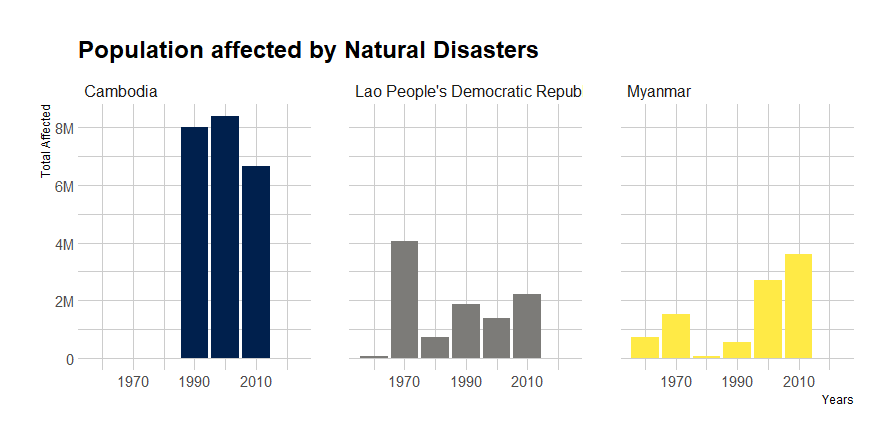 Population affected by Natural Disasters
Cambodia
Lao People's Democratic Repub
Myanmar
Total Affected
8M
6M
4M
2M
0
1970 1990 2010
1970 1990 2010
1970 1990 2010
Years